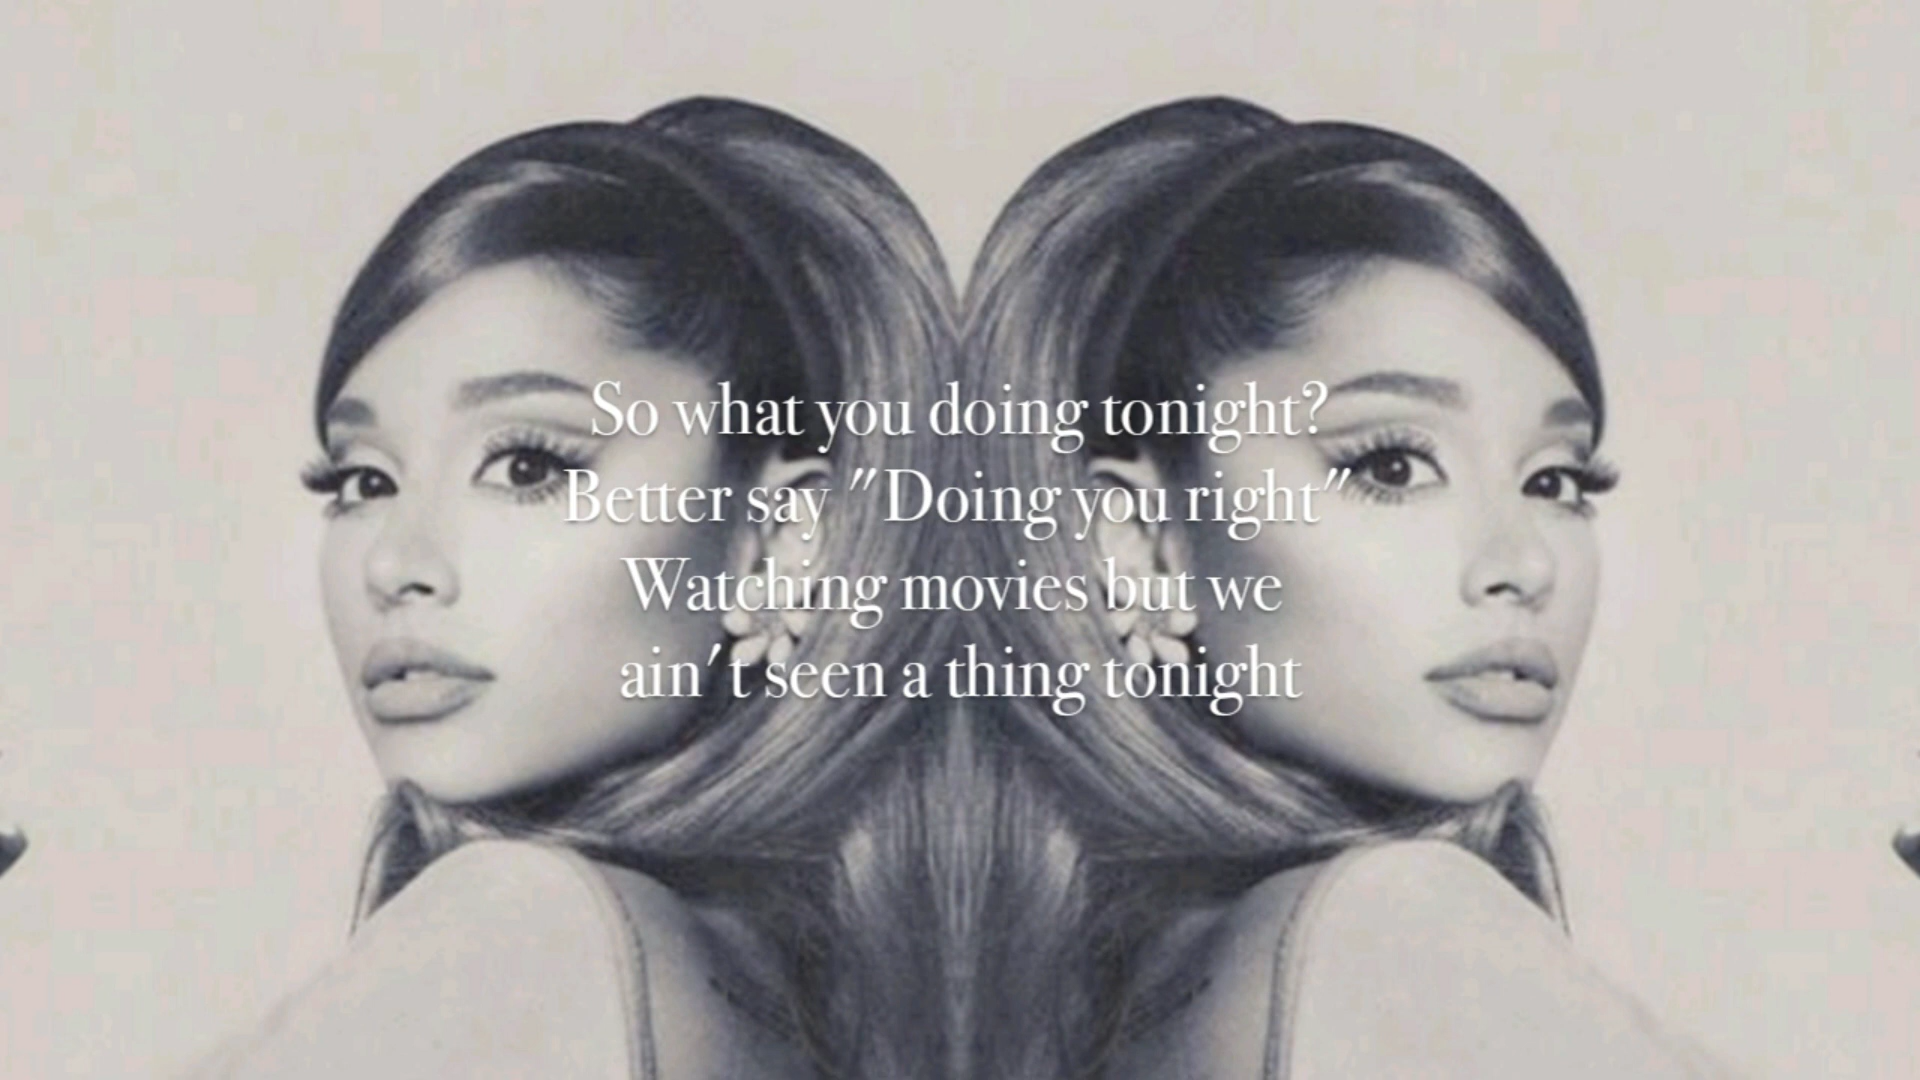 So what you doing tonight?
Better say "Doing you right"
Watching movies but we
ain't seen a thing tonight